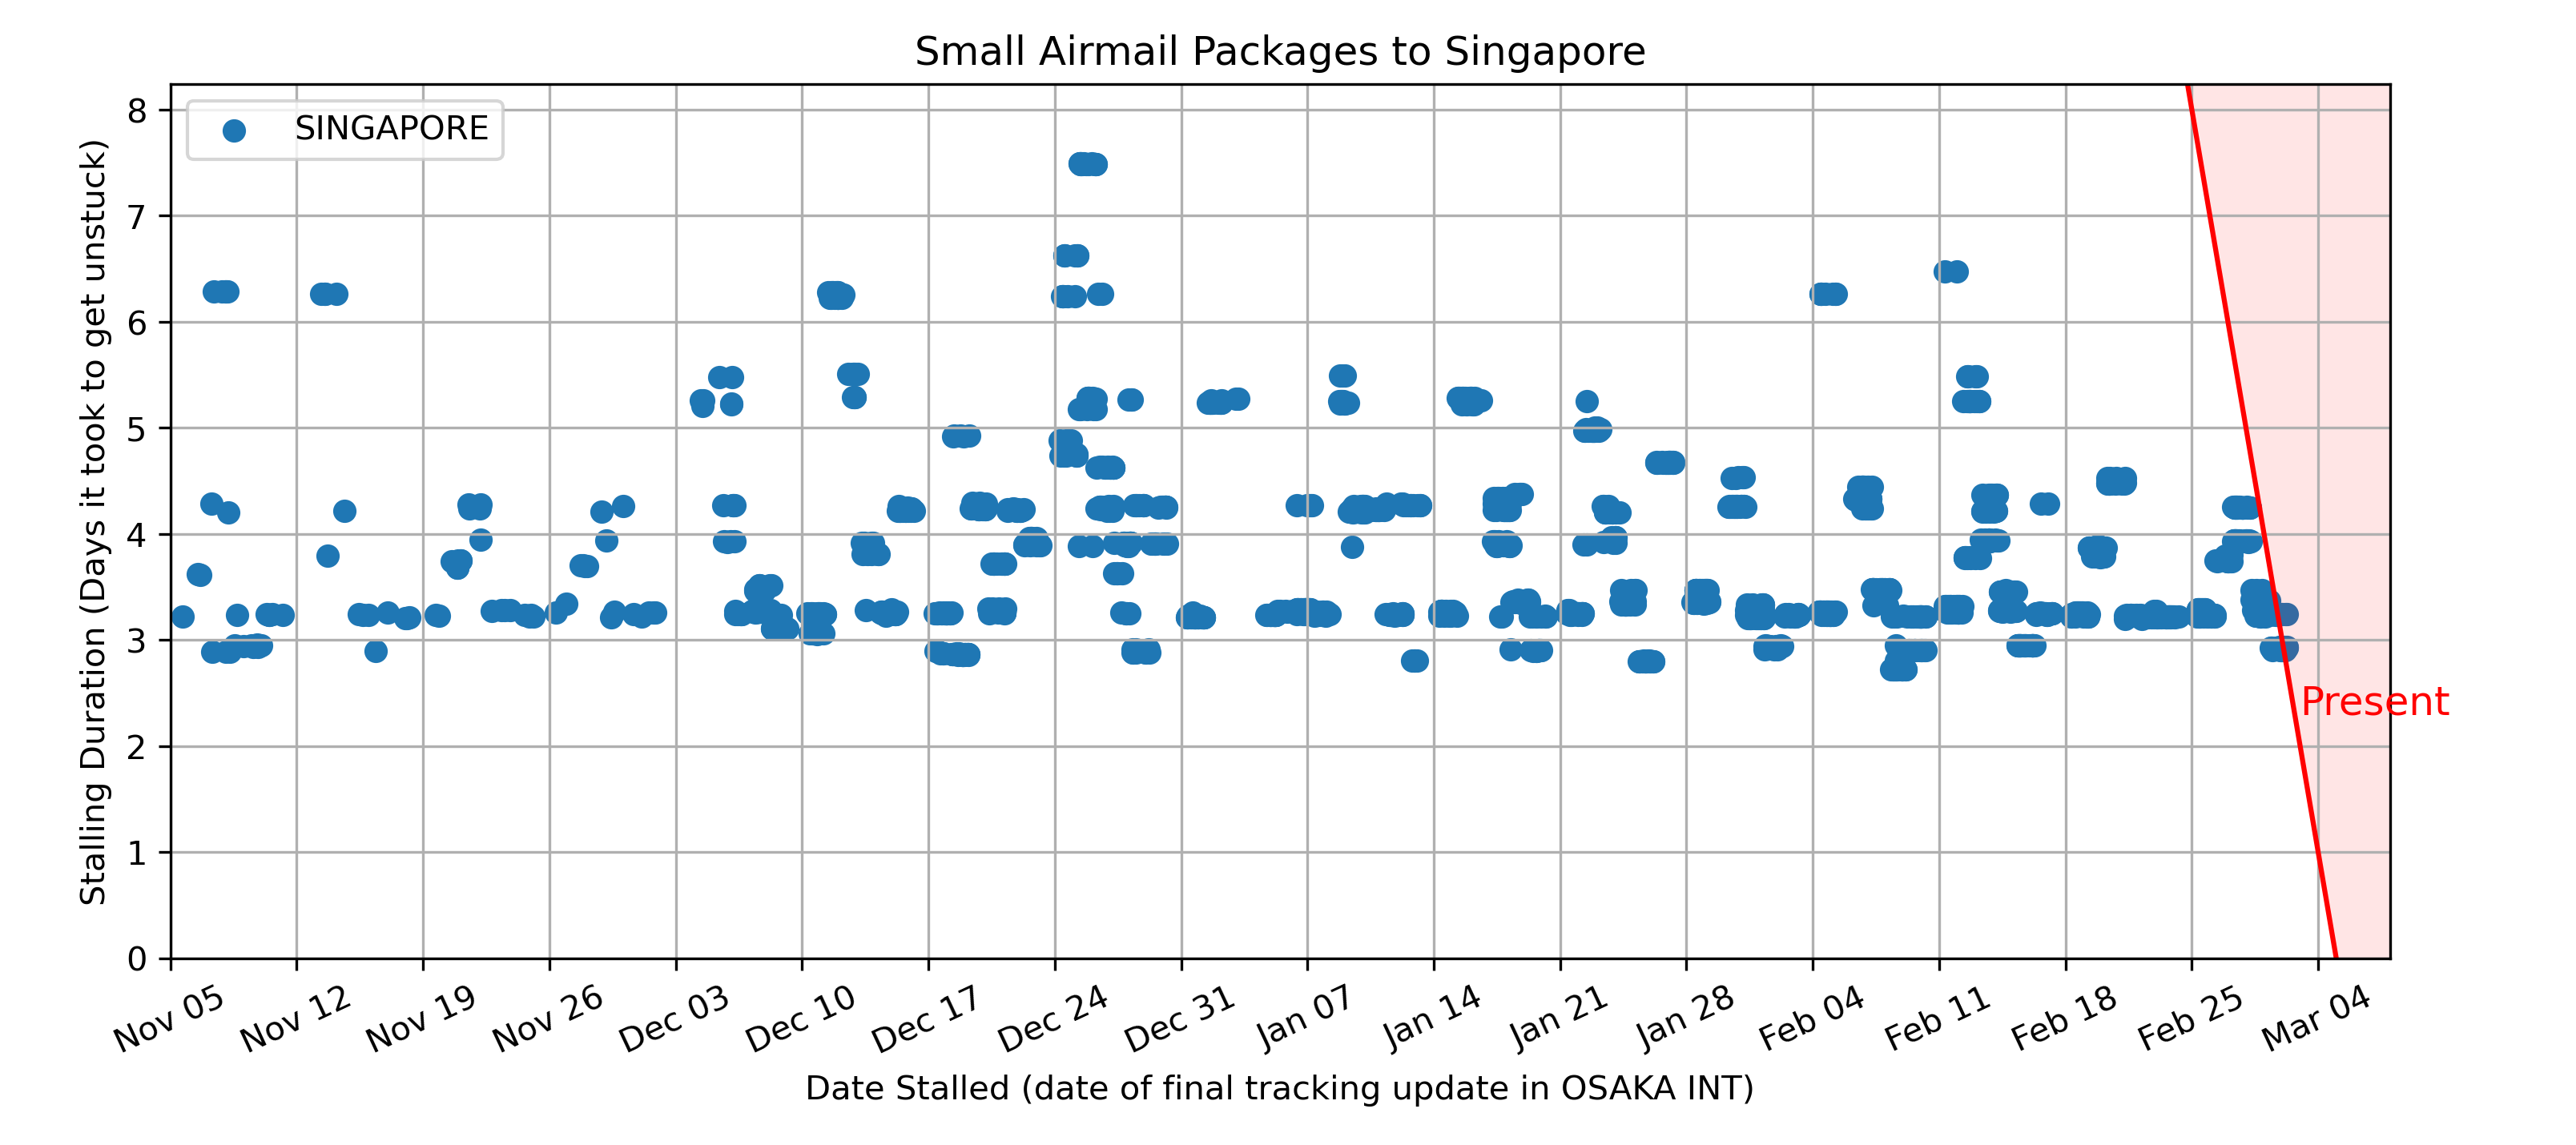 Small Airmail Packages to Singapore
SINGAPORE
Stalling Duration (Days it took to get unstuck)
8
7
6
5
4
3
2
1
0
Present
Nov 05 Nov 12 Nov 19 Nov 26 Dec 03 Dec 10 Dec 17 Dec 24 Dec 31 Jan 07 Jan 14 Jan 21 Jan 28 Feb 04 Feb 11 Feb 18 Feb 25 Mar 04
Date Stalled (date of final tracking update in OSAKA INT)